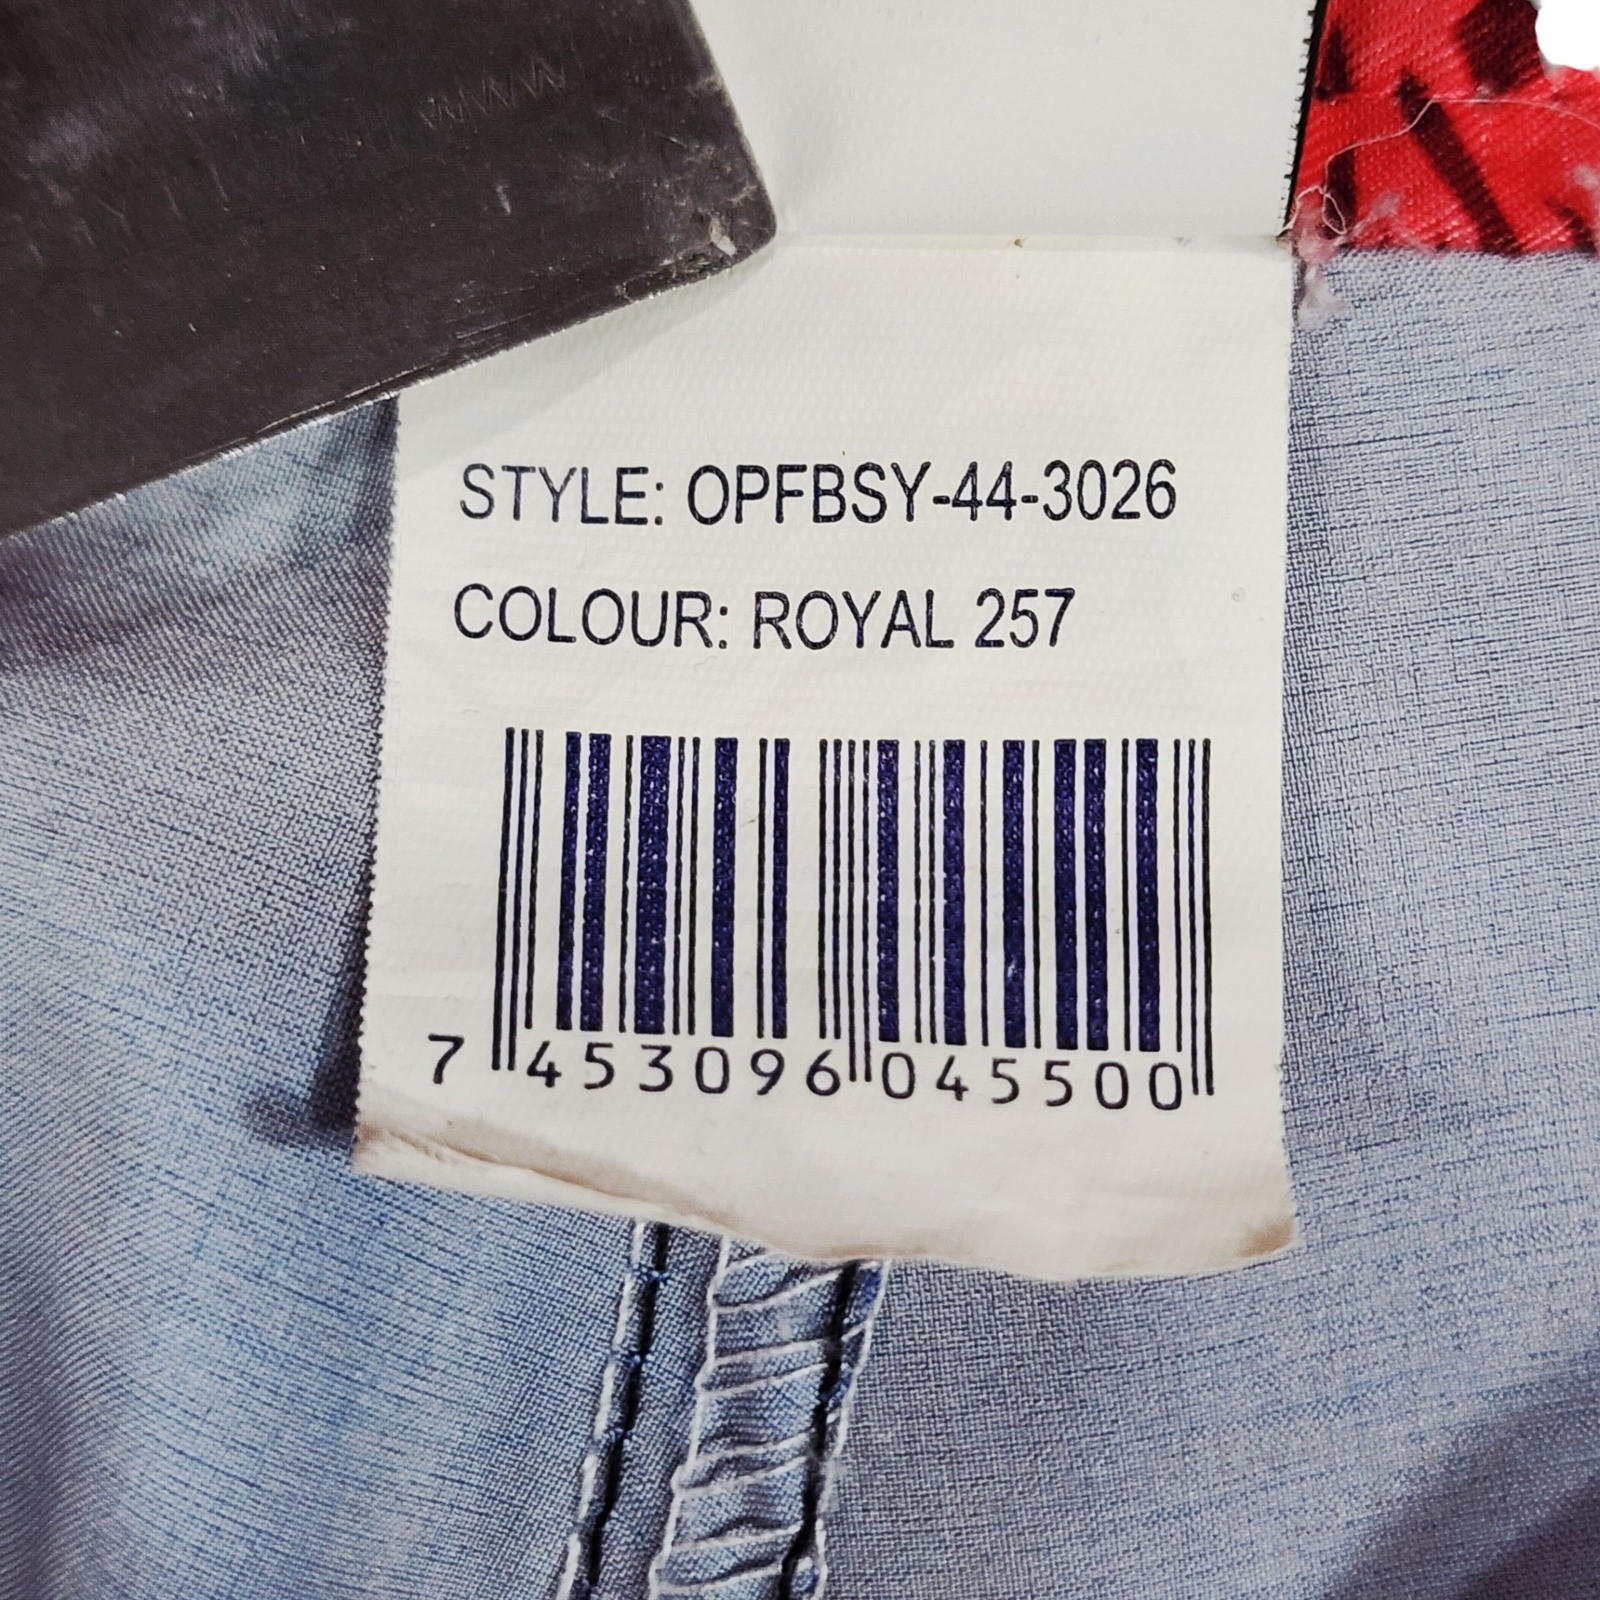 STYLE: OPFBSY-44-3026
COLOUR: ROYAL 257
7 453096 045500